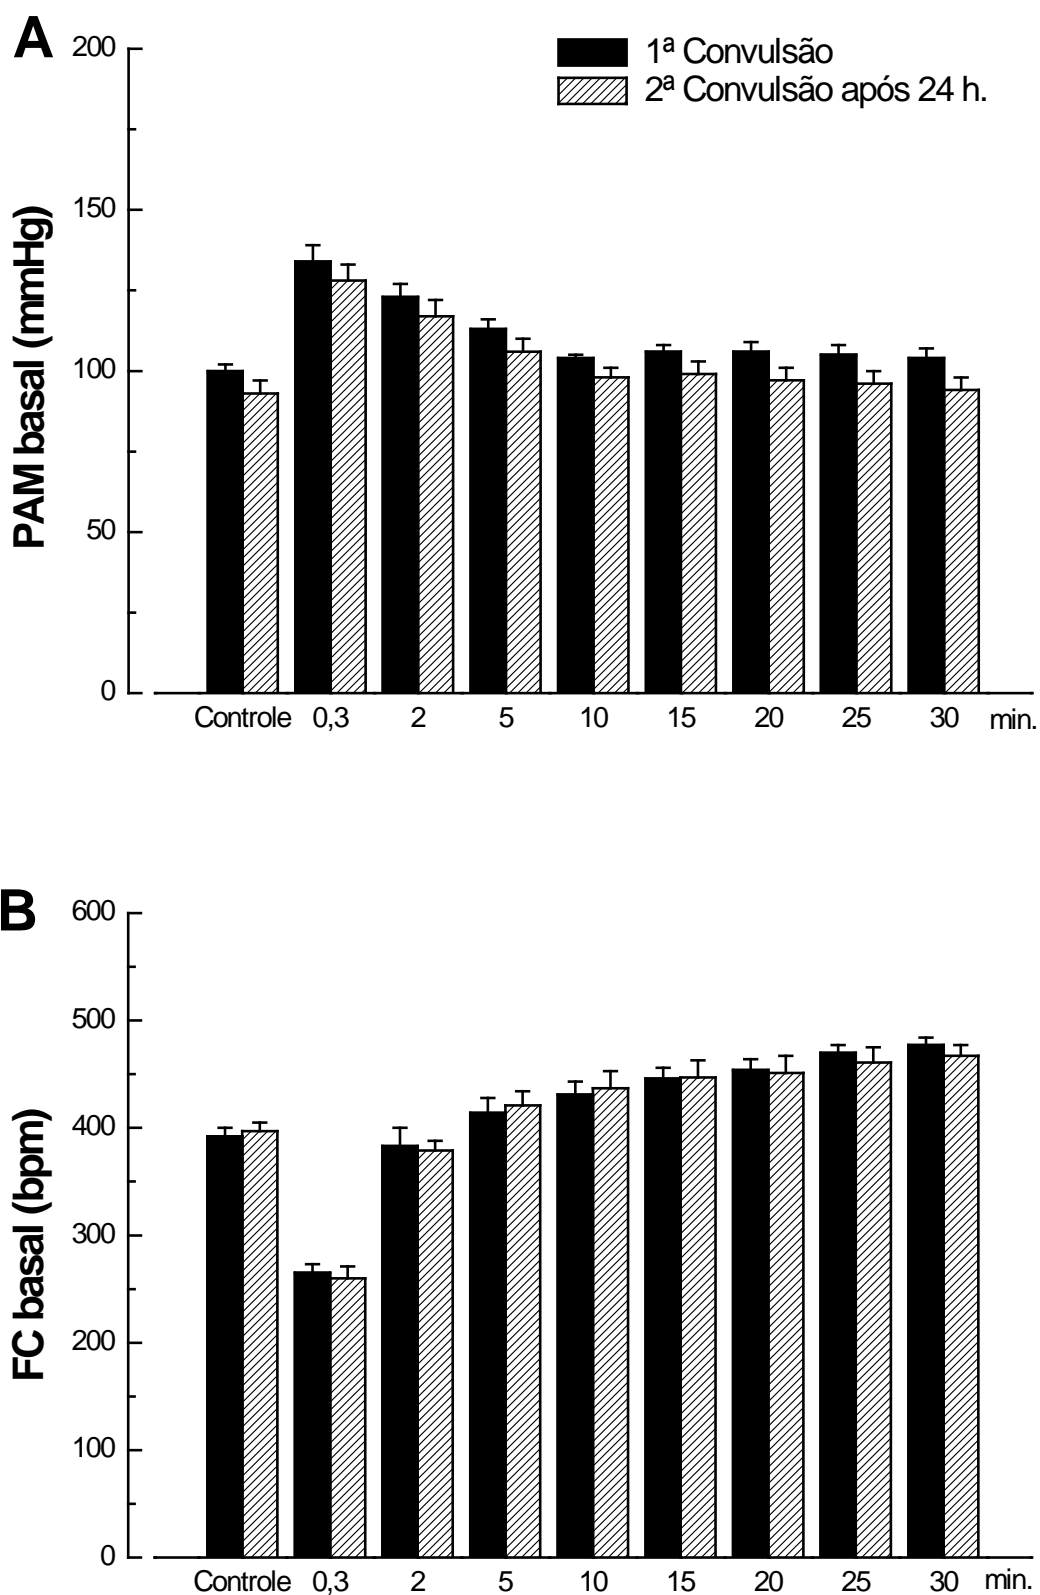 A
200
1ª Convulsão
2ª Convulsão após 24 h.
150
100
50
0
PAM basal (mmHg)
Controle 0,3 2 5 10 15 20 25 30 min.
B
600
500
400
300
200
100
0
FC basal (bpm)
Controle 0,3 2 5 10 15 20 25 30 min.